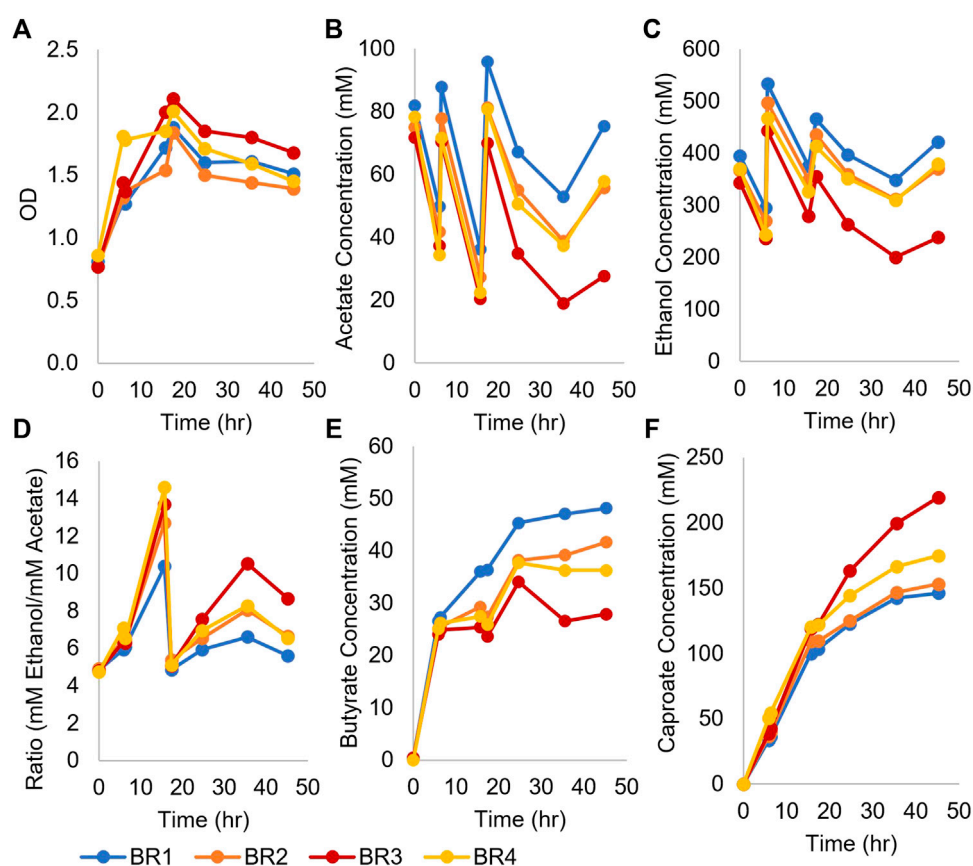 A
OD
2.5
2.0
1.5
1.0
0.5
0.0
0 10 20 30 40 50
Time (hr)
B
Acetate Concentration (mM)
100
80
60
40
20
0
0 10 20 30 40 50
Time (hr)
C
Ethanol Concentration (mM)
600
500
400
300
200
100
0
0 10 20 30 40 50
Time (hr)
D
Ratio (mM Ethanol/mM Acetate)
16
14
12
10
8
6
4
2
0
0 10 20 30 40 50
Time (hr)
E
Butyrate Concentration (mM)
60
50
40
30
20
10
0
0 10 20 30 40 50
Time (hr)
F
Caproate Concentration (mM)
250
200
150
100
50
0
0 10 20 30 40 50
Time (hr)
BR1 BR2 BR3 BR4